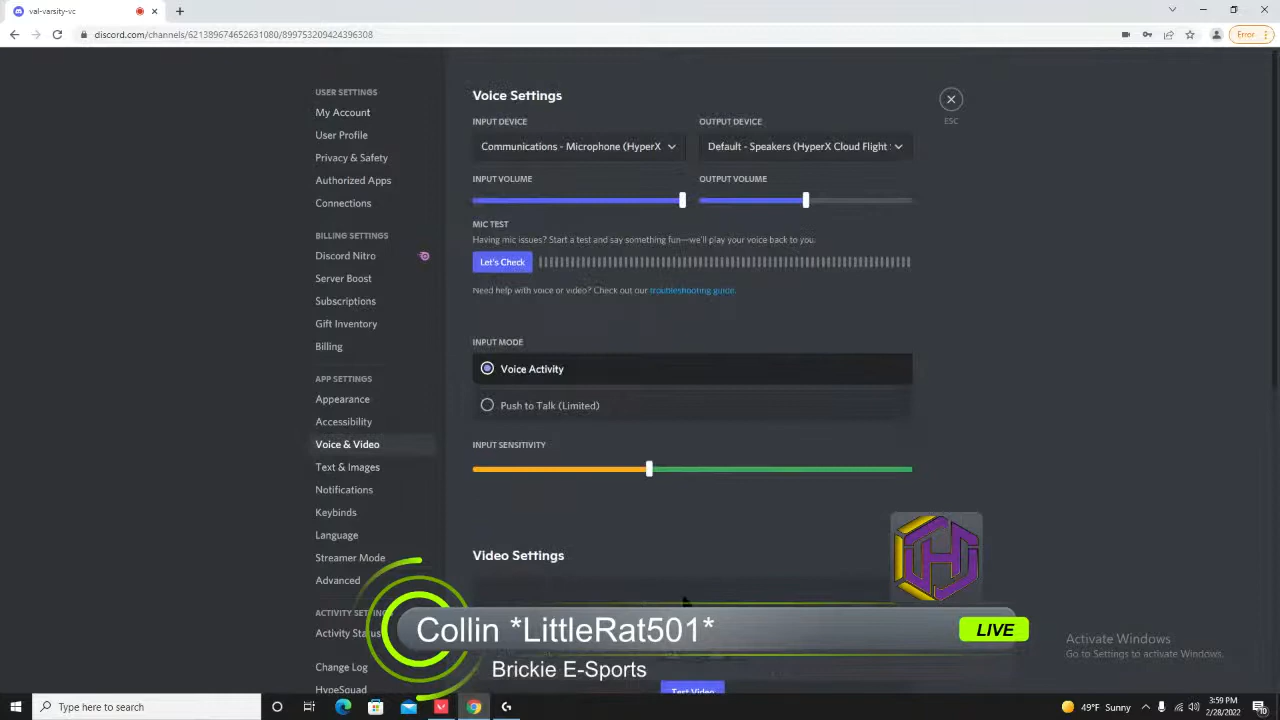 val-varsity-vc
discord.com/channels/621389674652631080/899753209424396308
Error
USER SETTINGS
My Account
User Profile
Privacy & Safety
Authorized Apps
Connections
BILLING SETTINGS
Discord Nitro
Server Boost
Subscriptions
Gift Inventory
Billing
APP SETTINGS
Appearance
Accessibility
Voice & Video
Text & Images
Notifications
Keybinds
Language
Streamer Mode
Advanced
ACTIVITY SETTINGS
Activity Status
Change Log
HypeSquad
Voice Settings
ESC
INPUT DEVICE
OUTPUT DEVICE
Communications - Microphone (HyperX
Default - Speakers (HyperX Cloud Flight
INPUT VOLUME
OUTPUT VOLUME
MIC TEST
Having mic issues? Start a test and say something fun—we'll play your voice back to you.
Let's Check
Need help with voice or video? Check out our troubleshooting guide.
INPUT MODE
Voice Activity
Push to Talk (Limited)
INPUT SENSITIVITY
Video Settings
Collin *LittleRat501*
LIVE
Brickie E-Sports
Test Video
Activate Windows
Go to Settings to activate Windows.
Type here to search
49°F Sunny
3:59 PM
2/28/2022